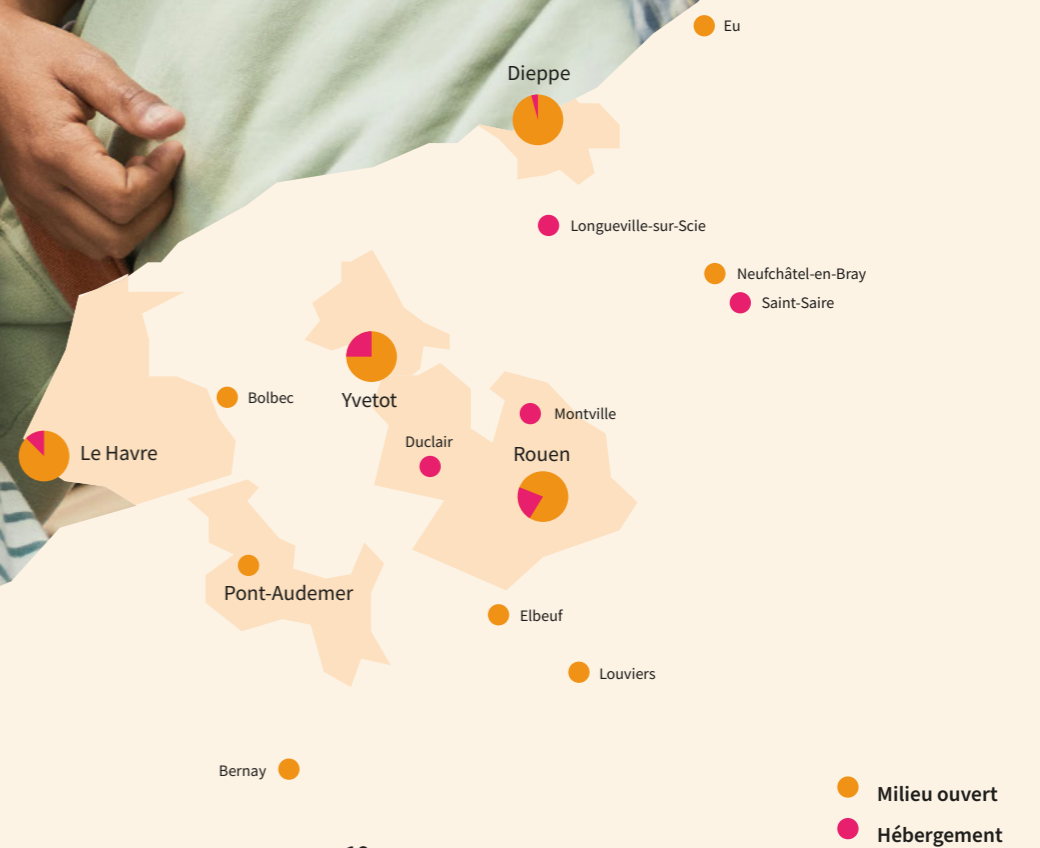 Eu
Dieppe
Longueville-sur-Scie
Neufchâtel-en-Bray
Saint-Saire
Bolbec
Yvetot
Montville
Duclair
Le Havre
Rouen
Pont-Audemer
Elbeuf
Louviers
Bernay
Milieu ouvert
Hébergement